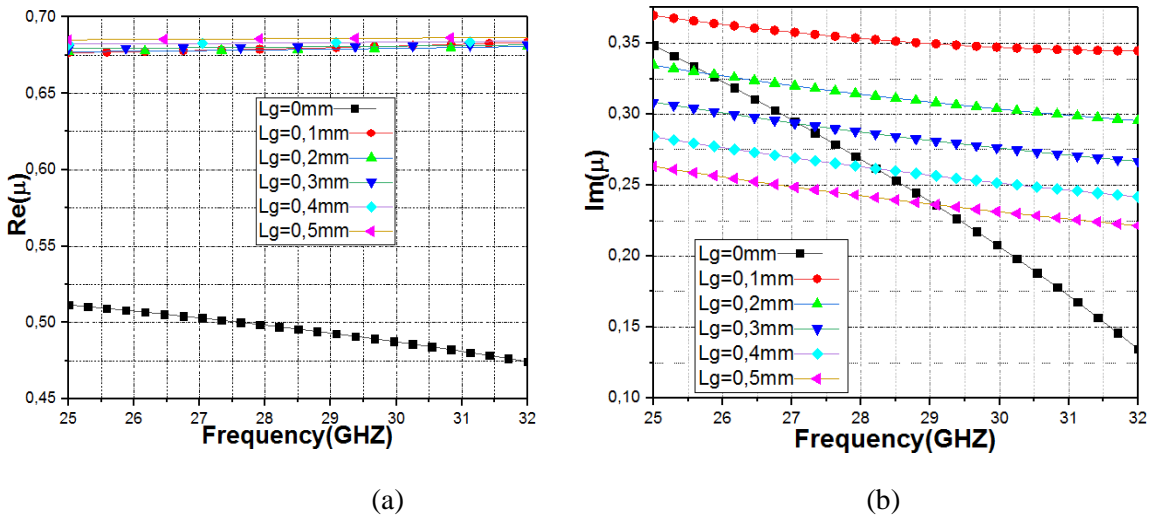 0,70
0,65
0,60
0,55
0,50
0,45
Re(μ)
Lg=0mm
Lg=0,1mm
Lg=0,2mm
Lg=0,3mm
Lg=0,4mm
Lg=0,5mm
25 26 27 28 29 30 31 32
Frequency(GHZ)
(a)
0,35
0,30
0,25
0,20
0,15
0,10
Im(μ)
Lg=0mm
Lg=0,1mm
Lg=0,2mm
Lg=0,3mm
Lg=0,4mm
Lg=0,5mm
25 26 27 28 29 30 31 32
Frequency(GHZ)
(b)